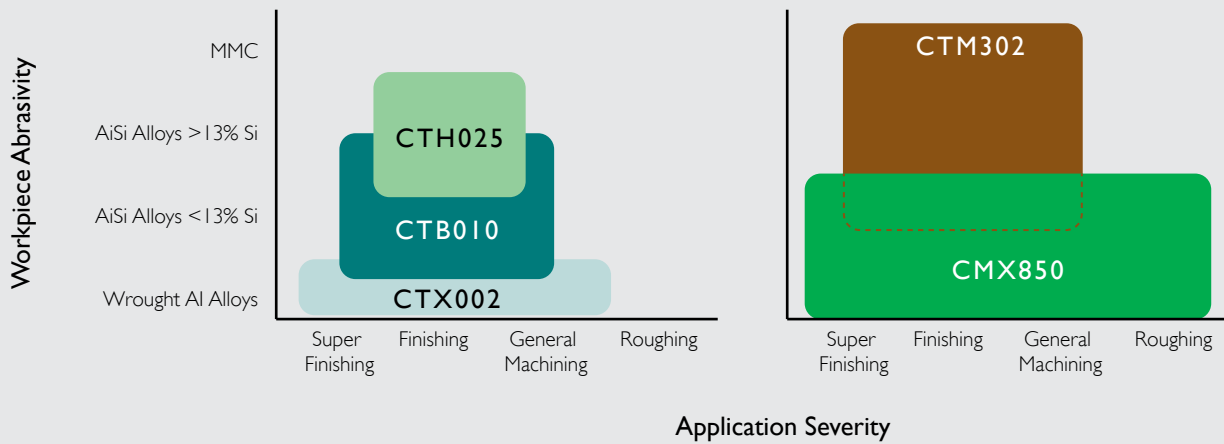 Workpiece Abrasivity
MMC
AiSi Alloys >13% Si
AiSi Alloys <13% Si
Wrought AI Alloys
CTH025
CTB010
CTX002
Super
Finishing
Finishing
General
Machining
Roughing
CTM302
CMX850
Super
Finishing
Finishing
General
Machining
Roughing
Application Severity